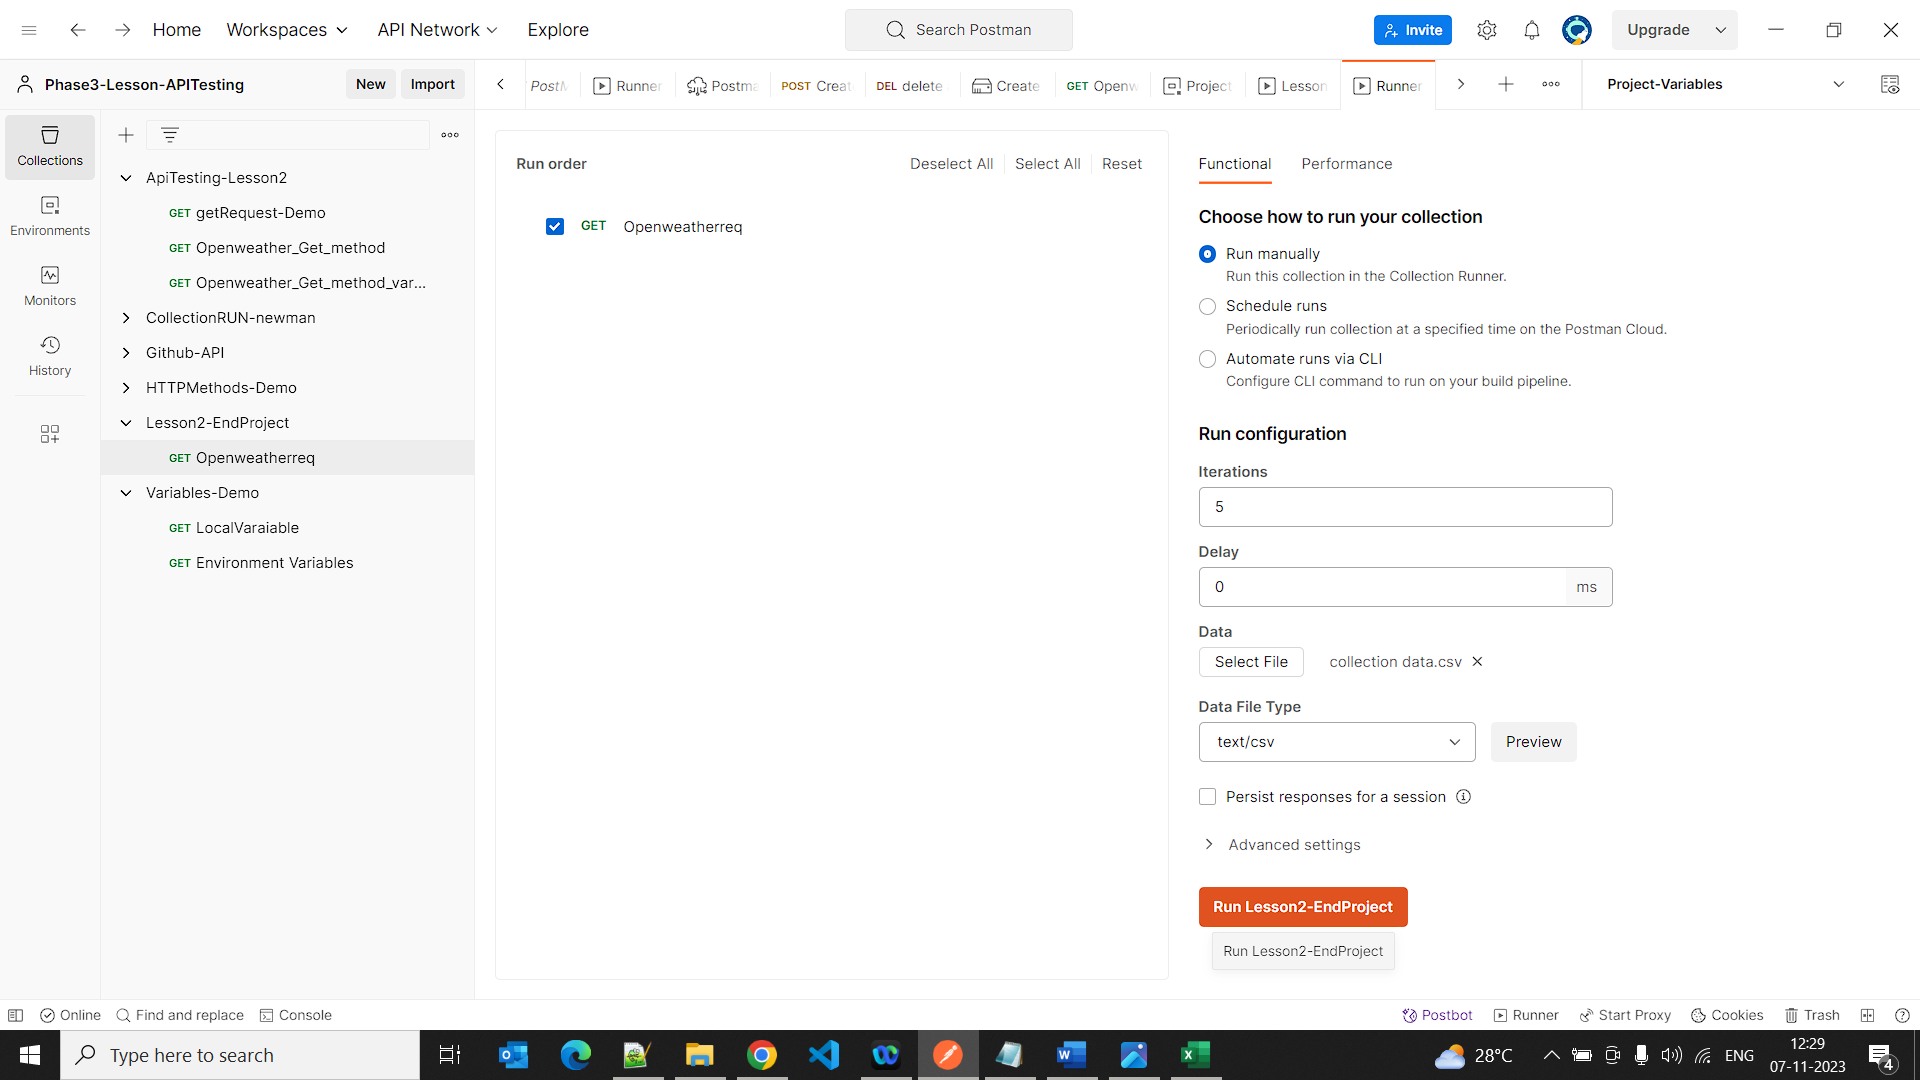 Home Workspaces API Network Explore Search Postman Invite Upgrade
Phase3-Lesson-APITesting New Import PostM Runner Postma POST Creat DEL delete Create GET Openw Project Lesson Runner Project-Variables
Collections
Environments
Monitors
History
ApiTesting-Lesson2
GET getRequest-Demo
GET Openweather_Get_method
GET Openweather_Get_method_var...
CollectionRUN-newman
Github-API
HTTPMethods-Demo
Lesson2-EndProject
GET Openweatherreq
Variables-Demo
GET LocalVaraiable
GET Environment Variables
Run order Deselect All Select All Reset
GET Openweatherreq
Functional Performance
Choose how to run your collection
Run manually
Run this collection in the Collection Runner.
Schedule runs
Periodically run collection at a specified time on the Postman Cloud.
Automate runs via CLI
Configure CLI command to run on your build pipeline.
Run configuration
Iterations
5
Delay
0 ms
Data
Select File collection data.csv
Data File Type
text/csv Preview
Persist responses for a session
Advanced settings
Run Lesson2-EndProject
Run Lesson2-EndProject
Online Find and replace Console Postbot Runner Start Proxy Cookies Trash
Type here to search 28°C ENG 12:29
07-11-2023 4